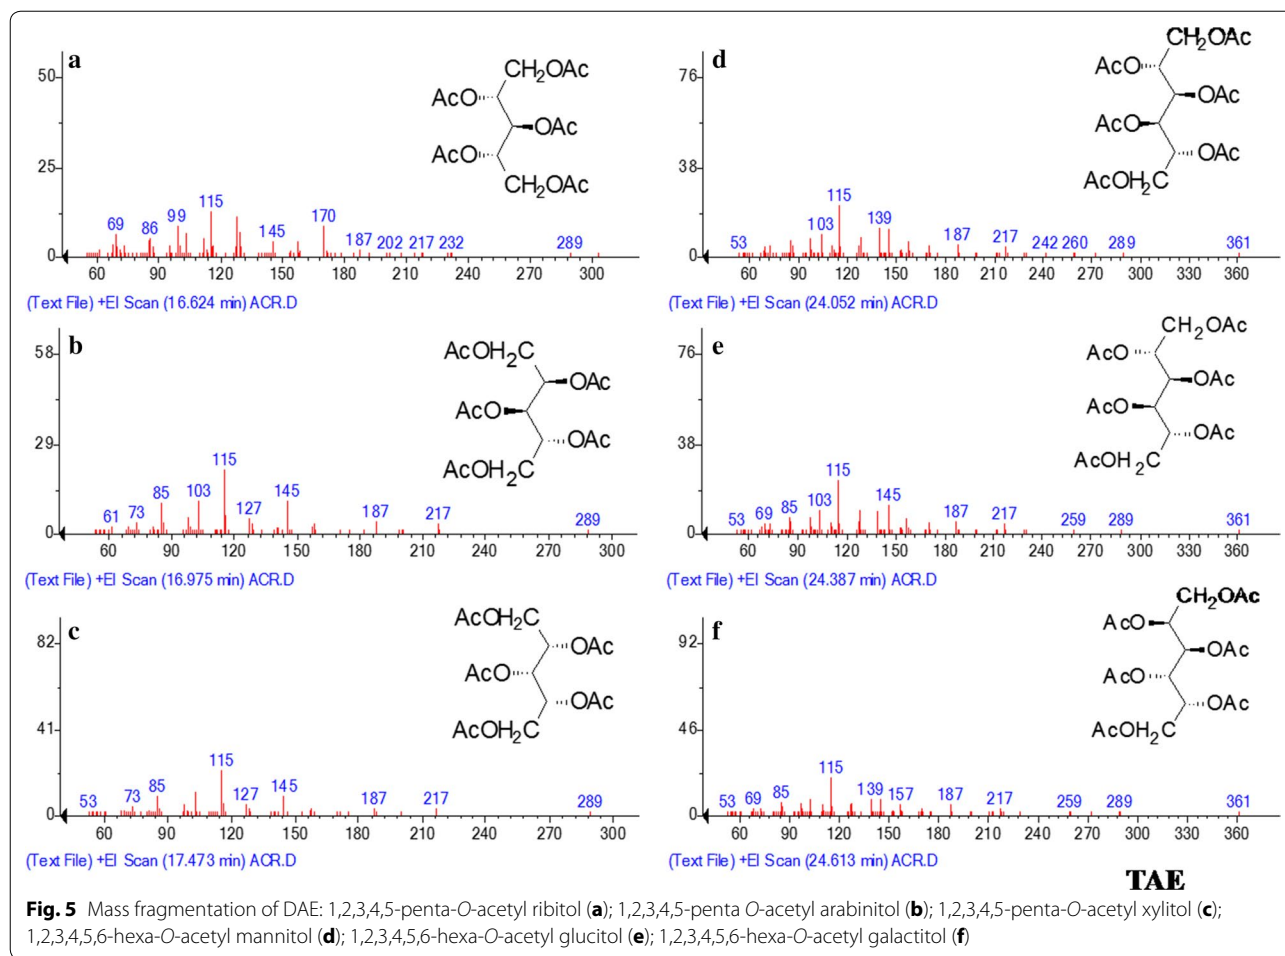 a
50
25
0
CH₂OAc
AcO
OAc
AcO
CH₂OAc
69
86
99
115
145
170
187
202
217
232
289
60 90 120 150 180 210 240 270 300
(Text File) +EI Scan (16.624 min) ACR.D
b
58
29
0
AcOH₂C
OAc
AcO
OAc
AcOH₂C
61
73
85
103
115
127
145
187
217
289
60 90 120 150 180 210 240 270 300
(Text File) +EI Scan (16.975 min) ACR.D
c
82
41
0
AcOH₂C
OAc
AcO
OAc
AcOH₂C
53
73
85
115
127
145
187
217
289
60 90 120 150 180 210 240 270 300
(Text File) +EI Scan (17.473 min) ACR.D
d
76
38
0
CH₂OAc
AcO
OAc
AcO
OAc
AcOH₂C
53
103
115
139
187
217
242
260
289
361
60 90 120 150 180 210 240 270 300 330 360
(Text File) +EI Scan (24.052 min) ACR.D
e
76
38
0
CH₂OAc
AcO
OAc
AcO
OAc
AcOH₂C
53
69
85
103
115
145
187
217
259
289
361
60 90 120 150 180 210 240 270 300 330 360
(Text File) +EI Scan (24.387 min) ACR.D
f
92
46
0
CH₂OAc
AcO
OAc
AcO
OAc
AcOH₂C
53
69
85
115
139
157
187
217
259
289
361
60 90 120 150 180 210 240 270 300 330 360
(Text File) +EI Scan (24.613 min) ACR.D
TAE
Fig. 5 Mass fragmentation of DAE: 1,2,3,4,5-penta-O-acetyl ribitol (a); 1,2,3,4,5-penta O-acetyl arabinitol (b); 1,2,3,4,5-penta-O-acetyl xylitol (c);
1,2,3,4,5,6-hexa-O-acetyl mannitol (d); 1,2,3,4,5,6-hexa-O-acetyl glucitol (e); 1,2,3,4,5,6-hexa-O-acetyl galactitol (f)